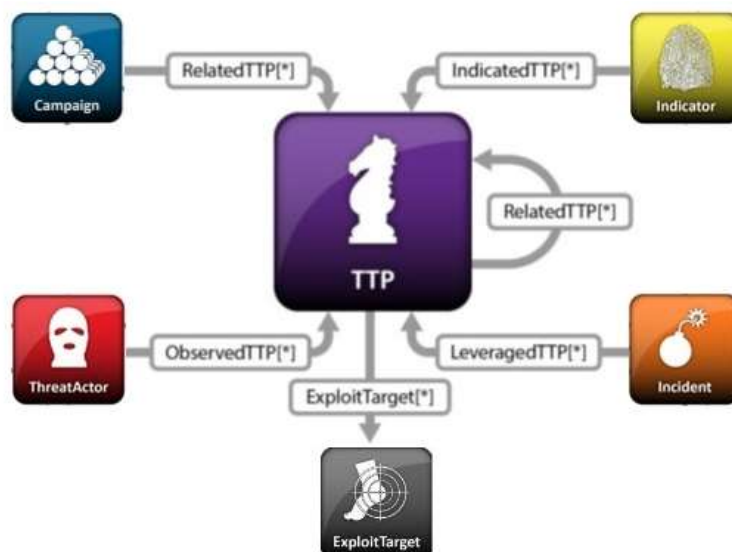 RelatedTTP[*]
IndicatedTTP[*]
Campaign
Indicator
RelatedTTP[*]
TTP
ObservedTTP[*]
LeveragedTTP[*]
ThreatActor
Incident
ExploitTarget[*]
ExploitTarget